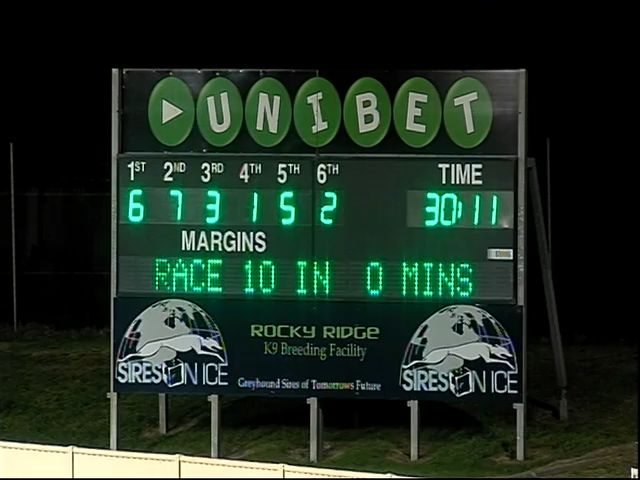 UNIBET
1ST 2ND 3RD 4TH 5TH 6TH TIME
6 7 3 1 5 2 30:11
MARGINS
RACE 10 IN 0 MINS
ROCKY RIDGE
K9 Breeding Facility
SIRES ON ICE
Greyhound Sires of Tomorrows Future
SIRES ON ICE